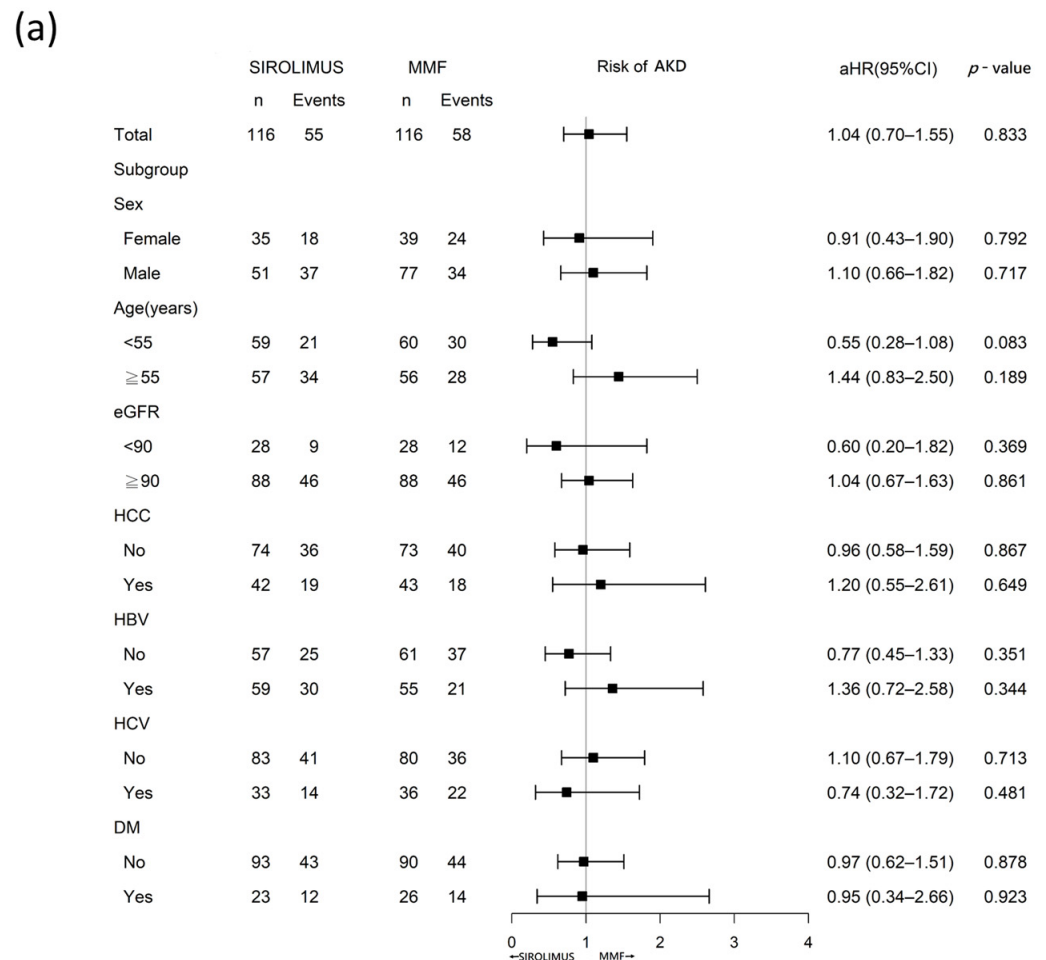 (a)
SIROLIMUS MMF Risk of AKD aHR(95%CI) p - value
n Events n Events
Total 116 55 116 58 1.04 (0.70–1.55) 0.833
Subgroup
Sex
Female 35 18 39 24 0.91 (0.43–1.90) 0.792
Male 51 37 77 34 1.10 (0.66–1.82) 0.717
Age(years)
<55 59 21 60 30 0.55 (0.28–1.08) 0.083
≧55 57 34 56 28 1.44 (0.83–2.50) 0.189
eGFR
<90 28 9 28 12 0.60 (0.20–1.82) 0.369
≧90 88 46 88 46 1.04 (0.67–1.63) 0.861
HCC
No 74 36 73 40 0.96 (0.58–1.59) 0.867
Yes 42 19 43 18 1.20 (0.55–2.61) 0.649
HBV
No 57 25 61 37 0.77 (0.45–1.33) 0.351
Yes 59 30 55 21 1.36 (0.72–2.58) 0.344
HCV
No 83 41 80 36 1.10 (0.67–1.79) 0.713
Yes 33 14 36 22 0.74 (0.32–1.72) 0.481
DM
No 93 43 90 44 0.97 (0.62–1.51) 0.878
Yes 23 12 26 14 0.95 (0.34–2.66) 0.923
0 1 2 3 4
←SIROLIMUS MMF→